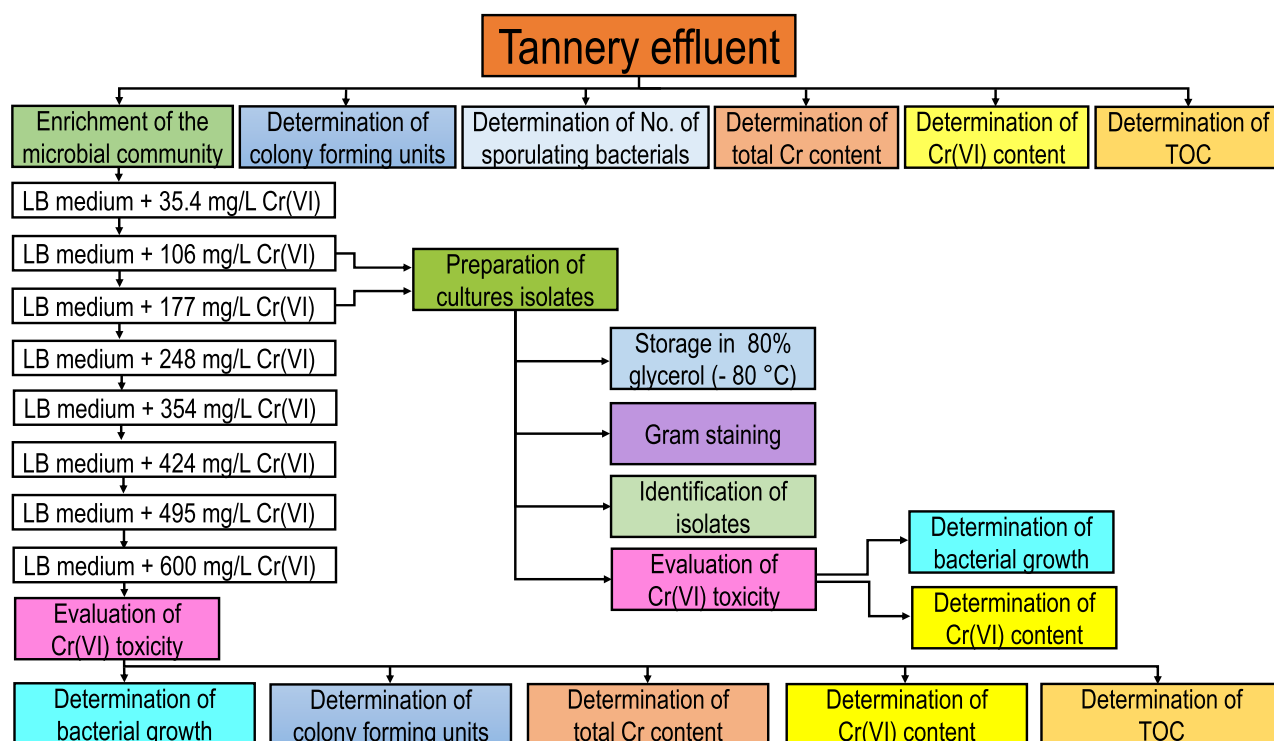 Tannery effluent
Enrichment of the
microbial community
Determination of
colony forming units
Determination of No. of
sporulating bacterials
Determination of
total Cr content
Determination of
Cr(VI) content
Determination of
TOC
LB medium + 35.4 mg/L Cr(VI)
LB medium + 106 mg/L Cr(VI)
LB medium + 177 mg/L Cr(VI)
LB medium + 248 mg/L Cr(VI)
LB medium + 354 mg/L Cr(VI)
LB medium + 424 mg/L Cr(VI)
LB medium + 495 mg/L Cr(VI)
LB medium + 600 mg/L Cr(VI)
Preparation of
cultures isolates
Storage in 80%
glycerol (- 80 °C)
Gram staining
Identification of
isolates
Evaluation of
Cr(VI) toxicity
Determination of
bacterial growth
Determination of
Cr(VI) content
Evaluation of
Cr(VI) toxicity
Determination of
bacterial growth
Determination of
colony forming units
Determination of
total Cr content
Determination of
Cr(VI) content
Determination of
TOC